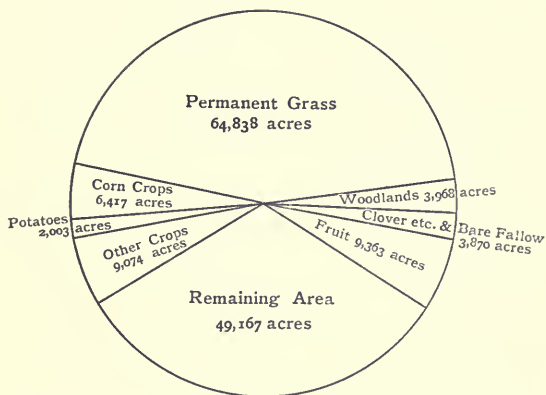 Permanent Grass
64,838 acres
Corn Crops
6,417 acres
Woodlands 3,968 acres
Potatoes
2,003 acres
Clover etc. & Bare Fallow
3,870 acres
Other Crops
9,074 acres
Fruit 9,363 acres
Remaining Area
49,167 acres